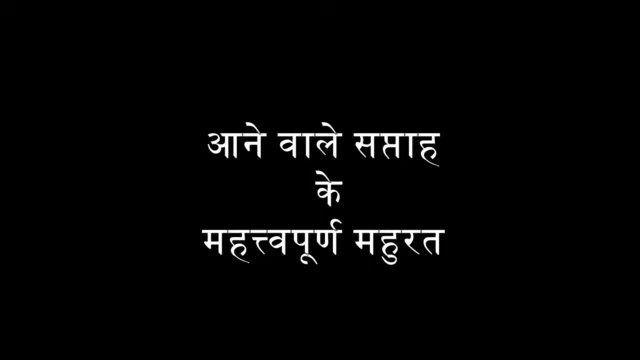 आने वाले सप्ताह
के
महत्त्वपूर्ण महुरत